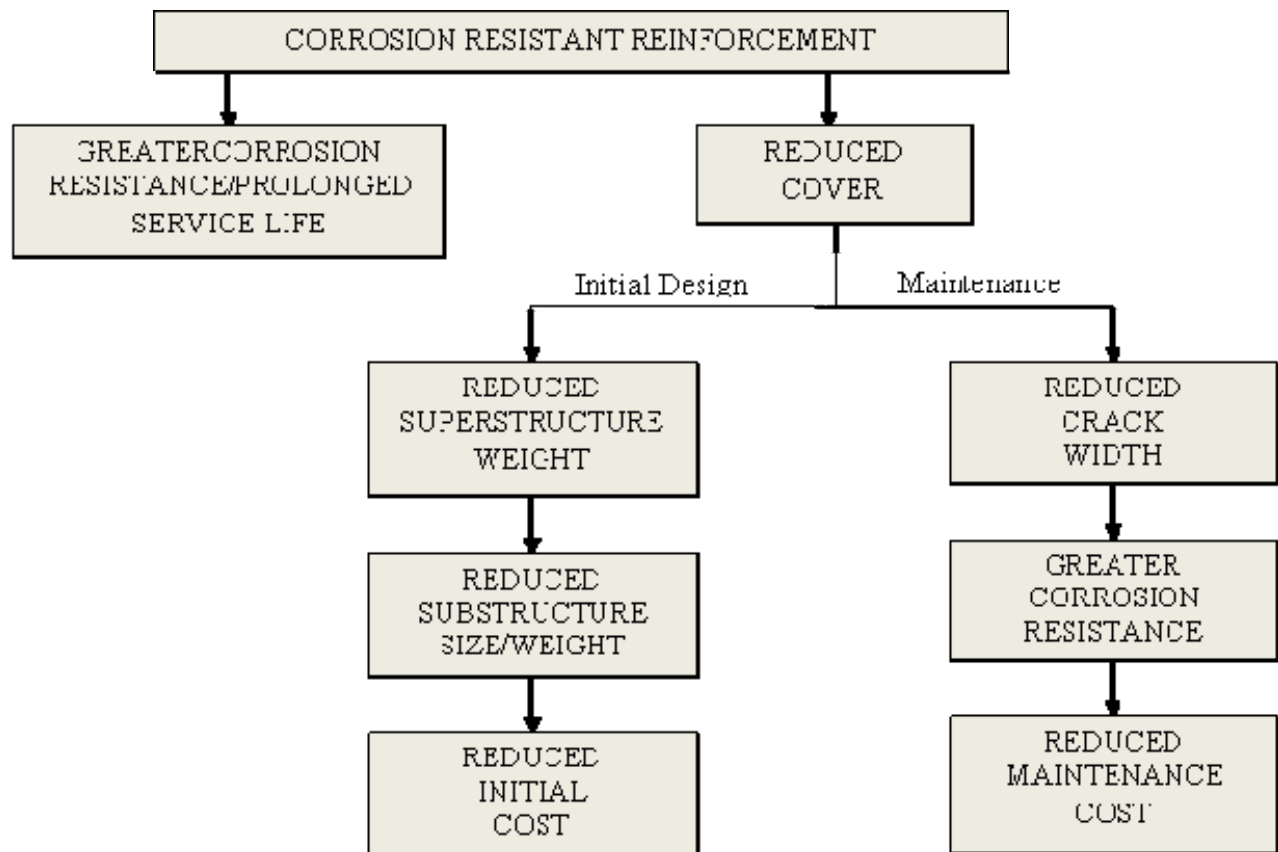 CORROSION RESISTANT REINFORCEMENT
GREATERCORROSION
RESISTANCE/PROLONGED
SERVICE LIFE
REDUCED
COVER
Initial Design
Maintenance
REDUCED
SUPERSTRUCTURE
WEIGHT
REDUCED
SUBSTRUCTURE
SIZE/WEIGHT
REDUCED
INITIAL
COST
REDUCED
CRACK
WIDTH
GREATER
CORROSION
RESISTANCE
REDUCED
MAINTENANCE
COST